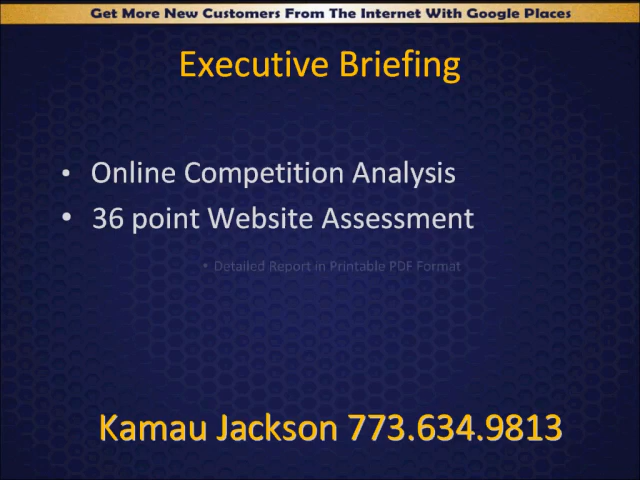 Get More New Customers From The Internet With Google Places
Executive Briefing
• Online Competition Analysis
• 36 point Website Assessment
• Detailed Report in Printable PDF Format
Kamau Jackson 773.634.9813